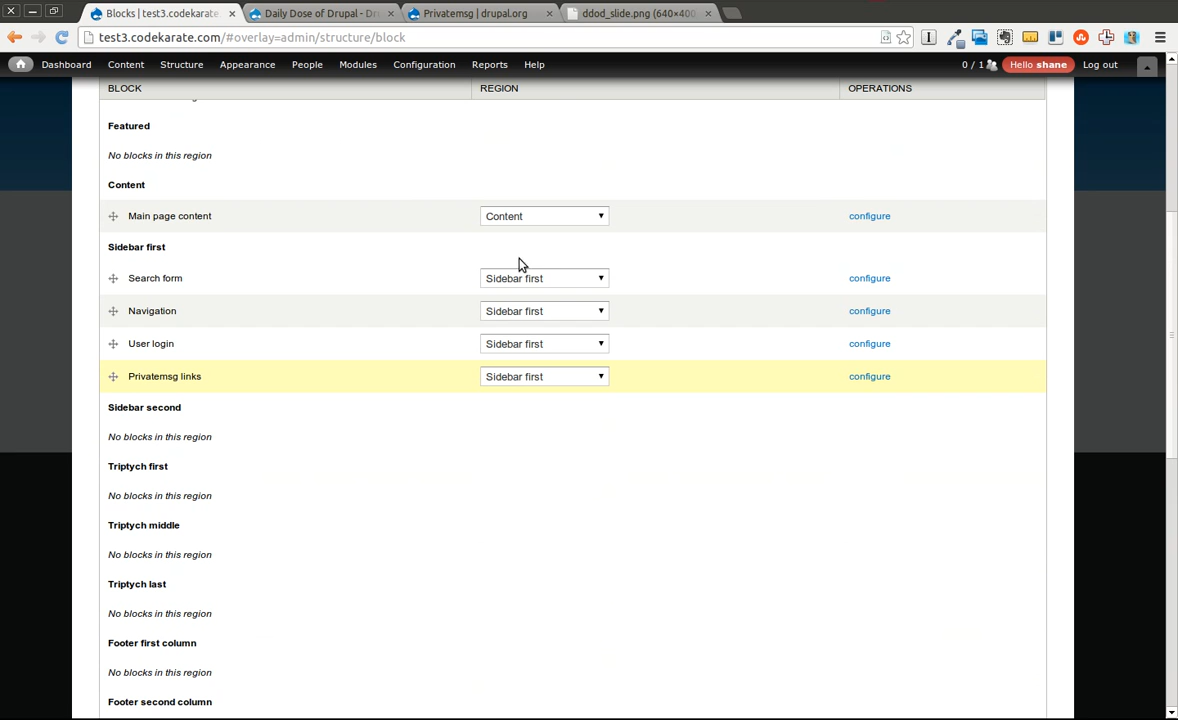 Blocks | test3.codekarate
Daily Dose of Drupal - Dr
Privatemsg | drupal.org
ddod_slide.png (640×400
test3.codekarate.com/#overlay=admin/structure/block
Dashboard Content Structure Appearance People Modules Configuration Reports Help 0 / 1 Hello shane Log out
BLOCK REGION OPERATIONS
Featured
No blocks in this region
Content
Main page content Content configure
Sidebar first
Search form Sidebar first configure
Navigation Sidebar first configure
User login Sidebar first configure
Privatemsg links Sidebar first configure
Sidebar second
No blocks in this region
Triptych first
No blocks in this region
Triptych middle
No blocks in this region
Triptych last
No blocks in this region
Footer first column
No blocks in this region
Footer second column